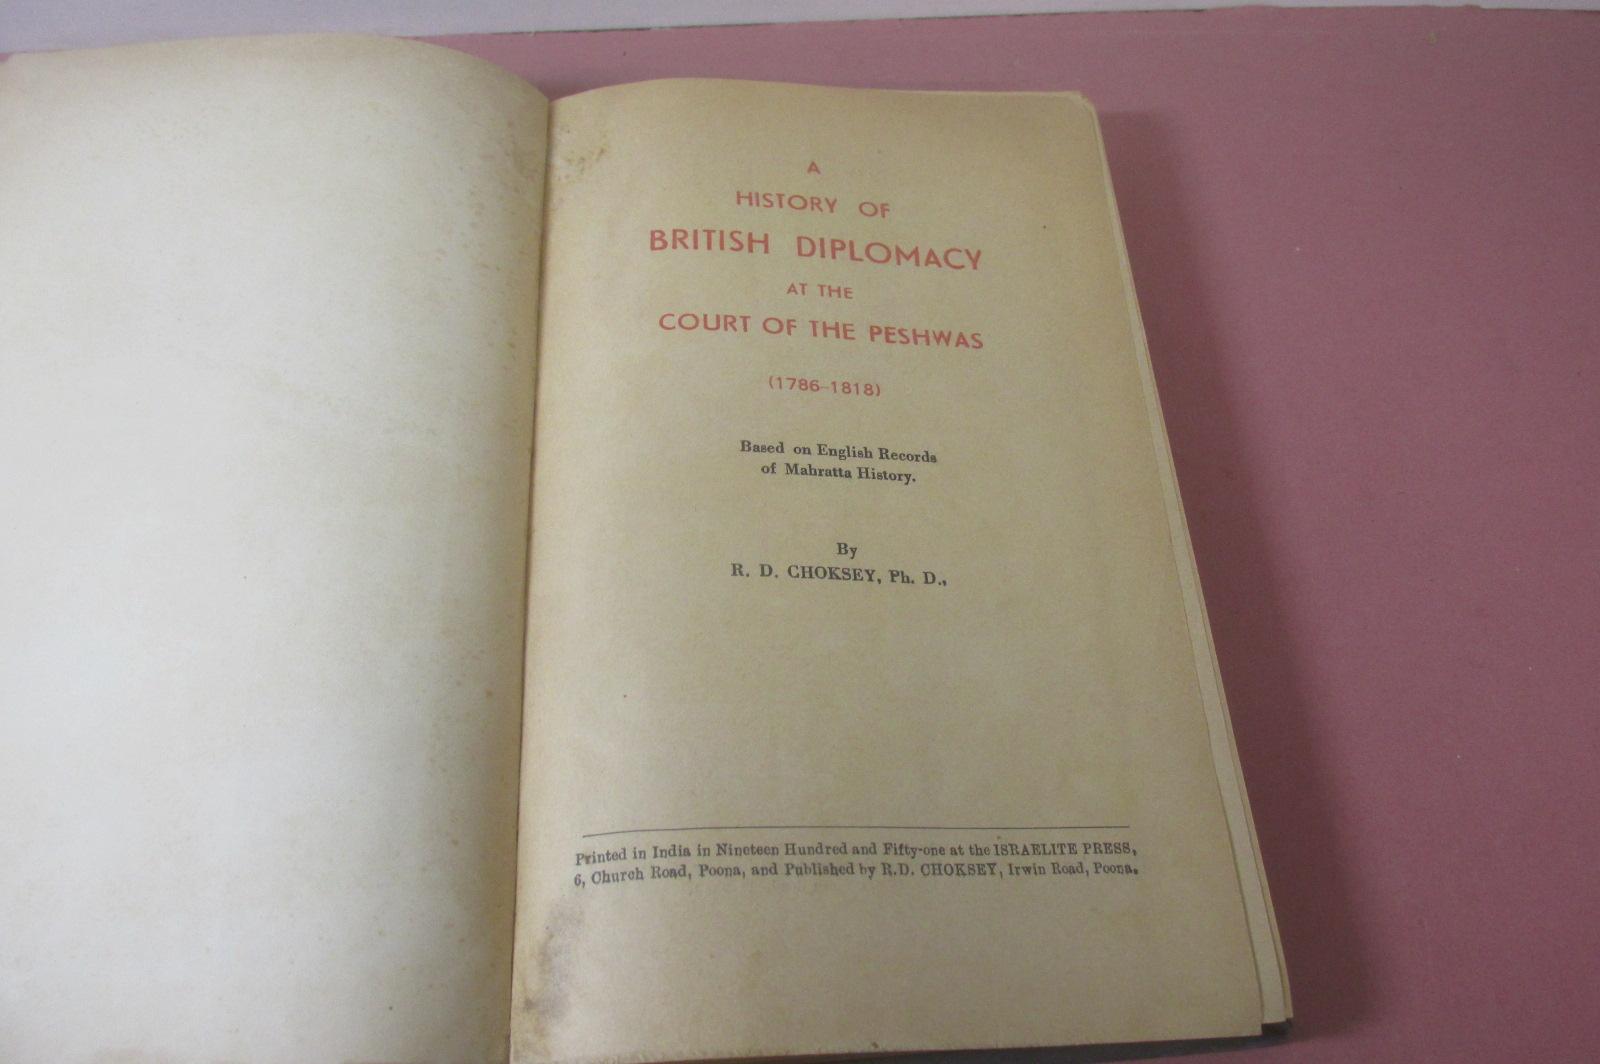 A
HISTORY OF
BRITISH DIPLOMACY
AT THE
COURT OF THE PESHWAS
(1786-1818)
Based on English Records
of Mahratta History.
By
R. D. CHOKSEY, Ph. D.,
Printed in India in Nineteen Hundred and Fifty-one at the ISRAELITE PRESS,
6, Church Road, Poona, and Published by R.D. CHOKSEY, Irwin Road, Poona.